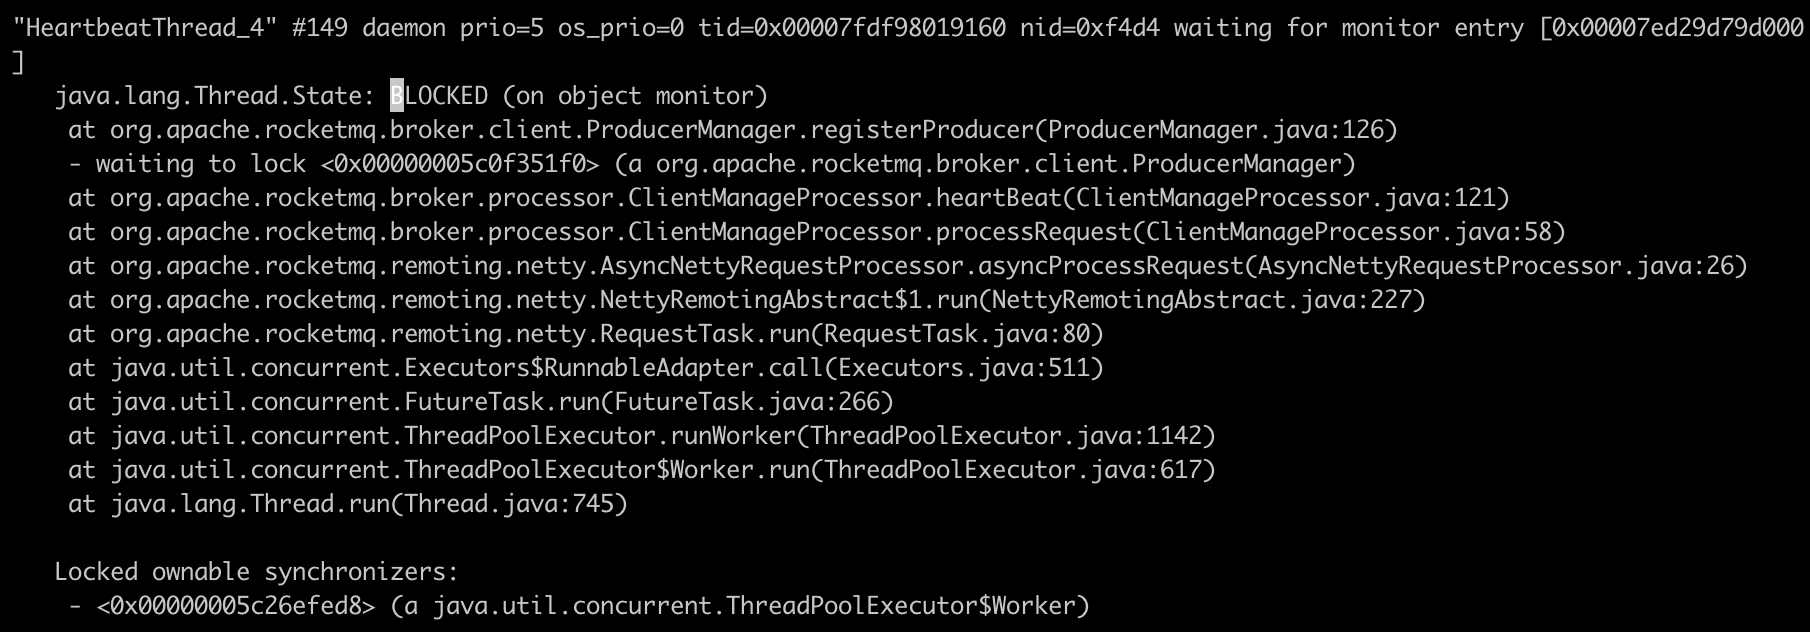 "HeartbeatThread_4" #149 daemon prio=5 os_prio=0 tid=0x00007fdf98019160 nid=0xf4d4 waiting for monitor entry [0x00007ed29d79d000
]
java.lang.Thread.State: BLOCKED (on object monitor)
at org.apache.rocketmq.broker.client.ProducerManager.registerProducer(ProducerManager.java:126)
- waiting to lock <0x00000005c0f351f0> (a org.apache.rocketmq.broker.client.ProducerManager)
at org.apache.rocketmq.broker.processor.ClientManageProcessor.heartBeat(ClientManageProcessor.java:121)
at org.apache.rocketmq.broker.processor.ClientManageProcessor.processRequest(ClientManageProcessor.java:58)
at org.apache.rocketmq.remoting.netty.AsyncNettyRequestProcessor.asyncProcessRequest(AsyncNettyRequestProcessor.java:26)
at org.apache.rocketmq.remoting.netty.NettyRemotingAbstract$1.run(NettyRemotingAbstract.java:227)
at org.apache.rocketmq.remoting.netty.RequestTask.run(RequestTask.java:80)
at java.util.concurrent.Executors$RunnableAdapter.call(Executors.java:511)
at java.util.concurrent.FutureTask.run(FutureTask.java:266)
at java.util.concurrent.ThreadPoolExecutor.runWorker(ThreadPoolExecutor.java:1142)
at java.util.concurrent.ThreadPoolExecutor$Worker.run(ThreadPoolExecutor.java:617)
at java.lang.Thread.run(Thread.java:745)
Locked ownable synchronizers:
- <0x00000005c26efed8> (a java.util.concurrent.ThreadPoolExecutor$Worker)